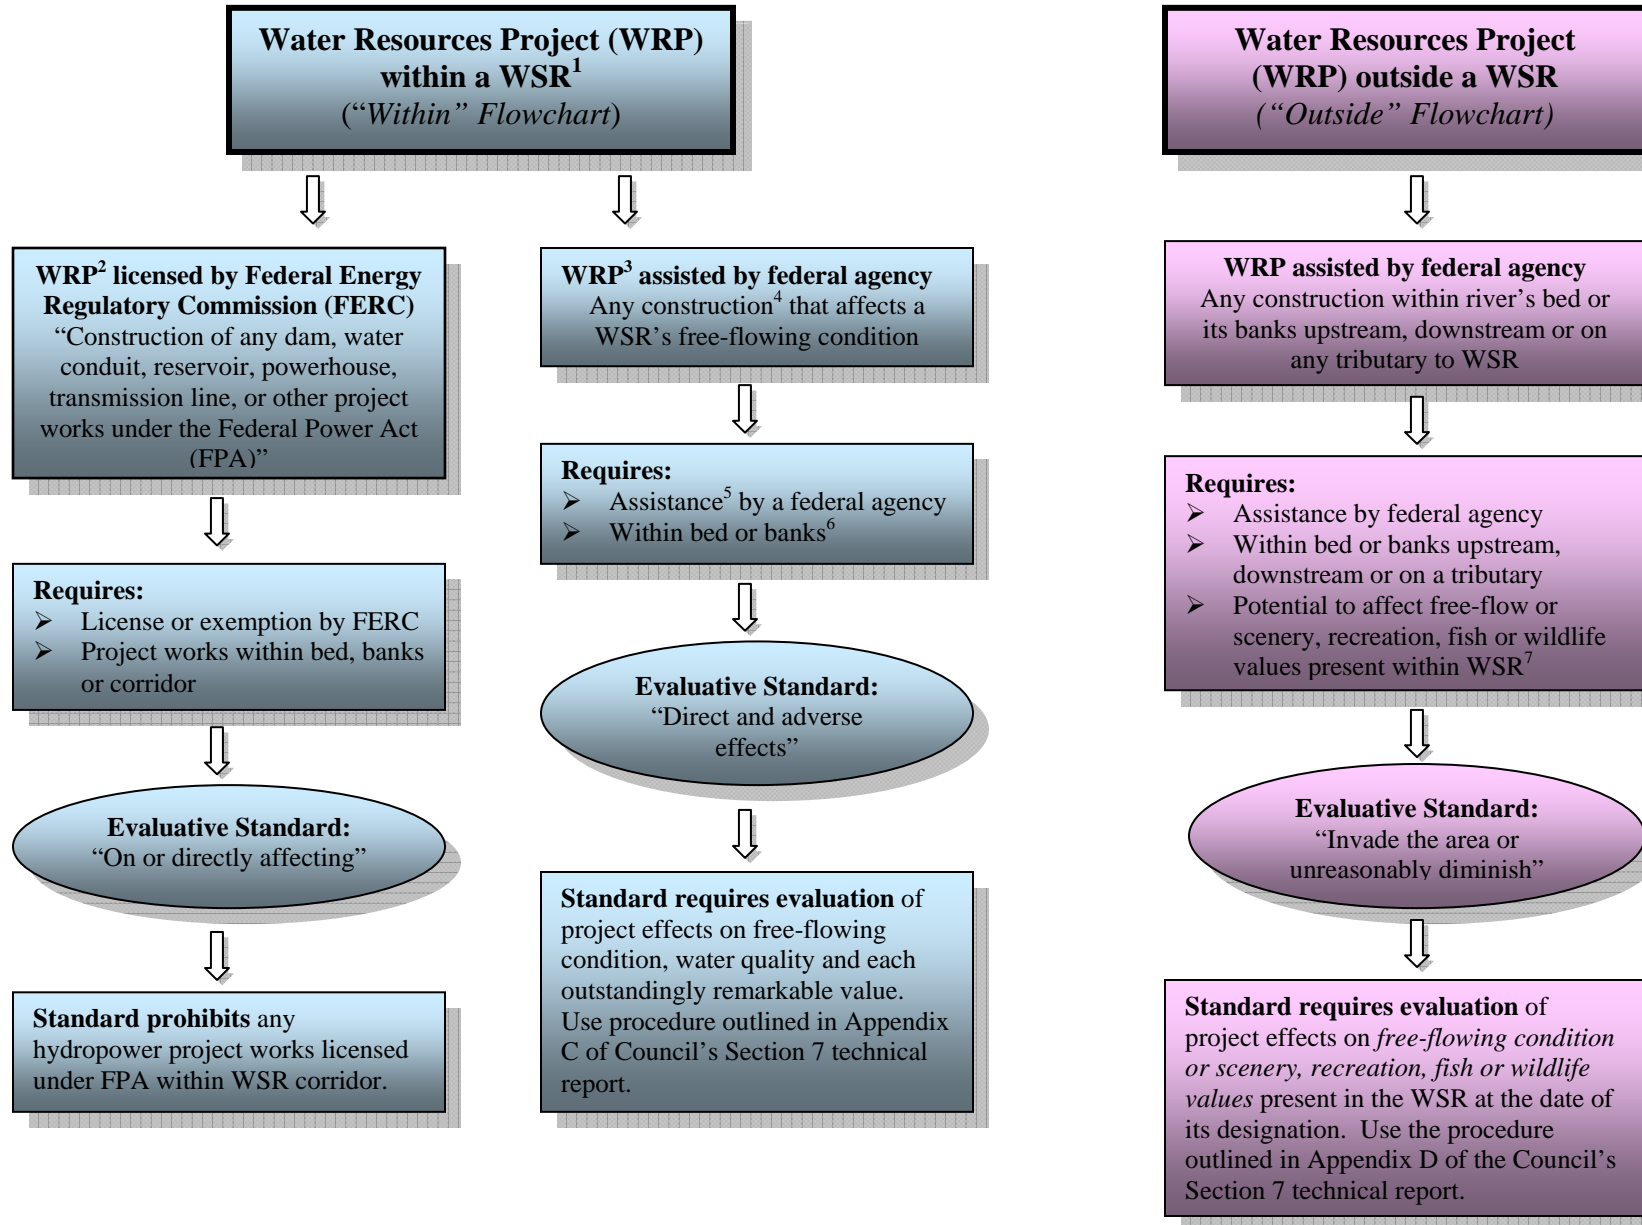 Water Resources Project (WRP)
within a WSR1
(“Within” Flowchart)
WRP2 licensed by Federal Energy
Regulatory Commission (FERC)
“Construction of any dam, water
conduit, reservoir, powerhouse,
transmission line, or other project
works under the Federal Power Act
(FPA)”
Requires:
➢ License or exemption by FERC
➢ Project works within bed, banks
or corridor
Evaluative Standard:
“On or directly affecting”
Standard prohibits any
hydropower project works licensed
under FPA within WSR corridor.
WRP3 assisted by federal agency
Any construction4 that affects a
WSR’s free-flowing condition
Requires:
➢ Assistance5 by a federal agency
➢ Within bed or banks6
Evaluative Standard:
“Direct and adverse
effects”
Standard requires evaluation of
project effects on free-flowing
condition, water quality and each
outstandingly remarkable value.
Use procedure outlined in Appendix
C of Council’s Section 7 technical
report.
Water Resources Project
(WRP) outside a WSR
(“Outside” Flowchart)
WRP assisted by federal agency
Any construction within river’s bed or
its banks upstream, downstream or on
any tributary to WSR
Requires:
➢ Assistance by federal agency
➢ Within bed or banks upstream,
downstream or on a tributary
➢ Potential to affect free-flow or
scenery, recreation, fish or wildlife
values present within WSR7
Evaluative Standard:
“Invade the area or
unreasonably diminish”
Standard requires evaluation of
project effects on free-flowing condition
or scenery, recreation, fish or wildlife
values present in the WSR at the date of
its designation.  Use the procedure
outlined in Appendix D of the Council’s
Section 7 technical report.